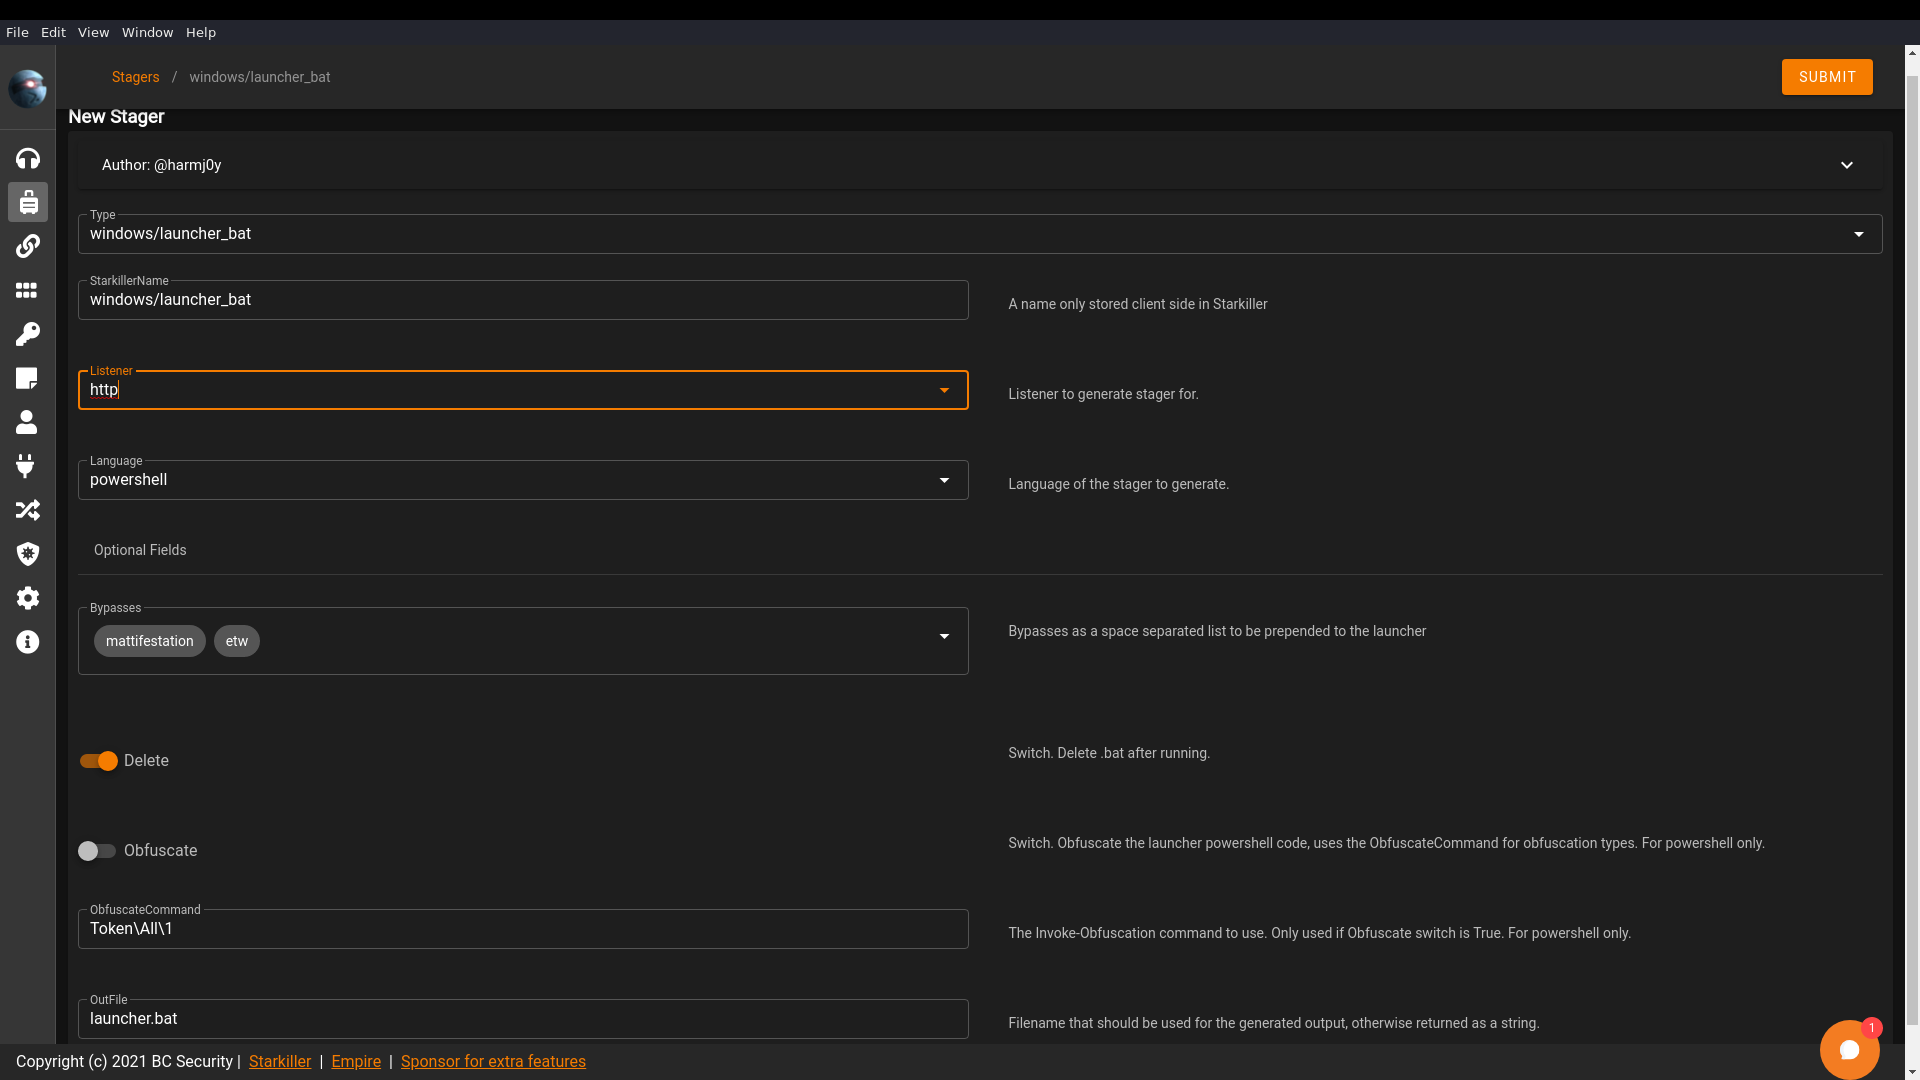 File Edit View Window Help
Stagers / windows/launcher_bat
SUBMIT
New Stager
Author: @harmj0y
Type
windows/launcher_bat
StarkillerName
windows/launcher_bat
A name only stored client side in Starkiller
Listener
http
Listener to generate stager for.
Language
powershell
Language of the stager to generate.
Optional Fields
Bypasses
mattifestation etw
Bypasses as a space separated list to be prepended to the launcher
Delete
Switch. Delete .bat after running.
Obfuscate
Switch. Obfuscate the launcher powershell code, uses the ObfuscateCommand for obfuscation types. For powershell only.
ObfuscateCommand
Token\All\1
The Invoke-Obfuscation command to use. Only used if Obfuscate switch is True. For powershell only.
OutFile
launcher.bat
Filename that should be used for the generated output, otherwise returned as a string.
1
Copyright (c) 2021 BC Security | Starkiller | Empire | Sponsor for extra features